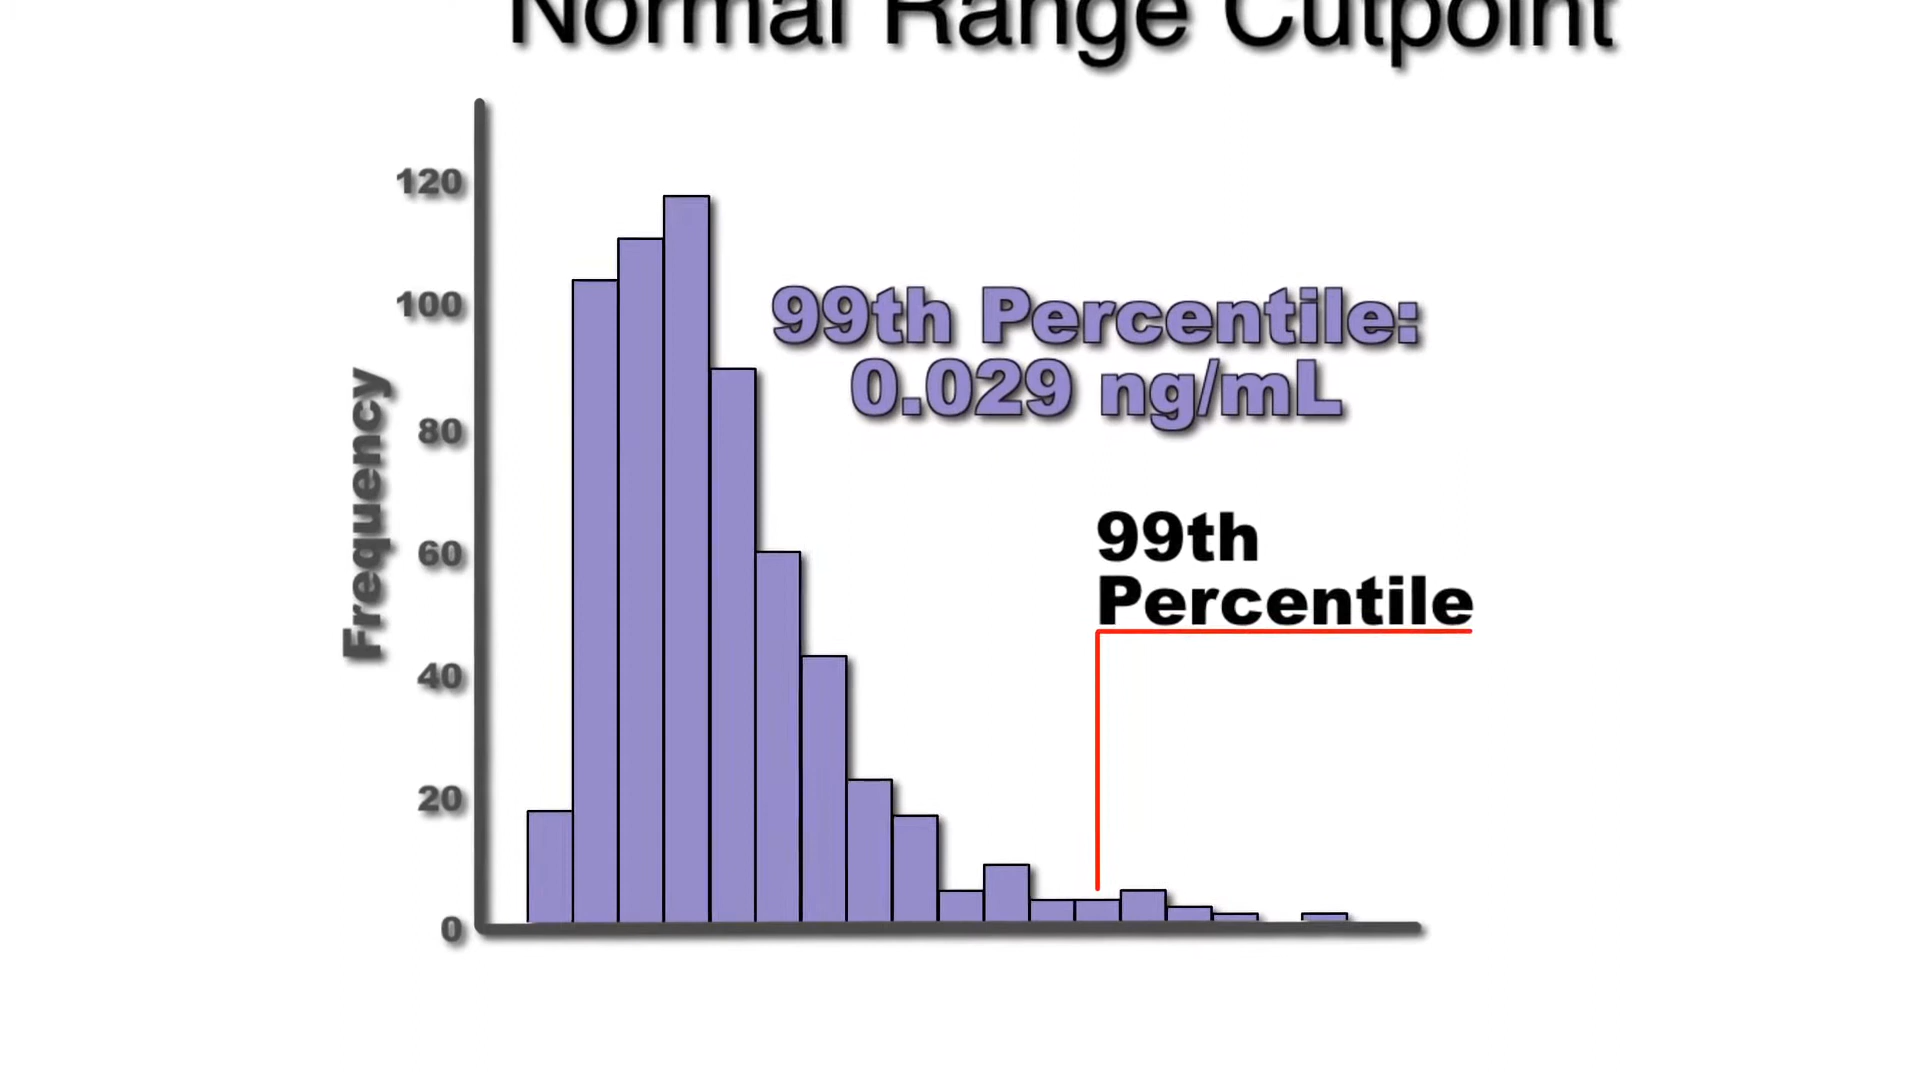 Normal Range Cutpoint
120
100
80
60
40
20
0
Frequency
99th Percentile:
0.029 ng/mL
99th
Percentile